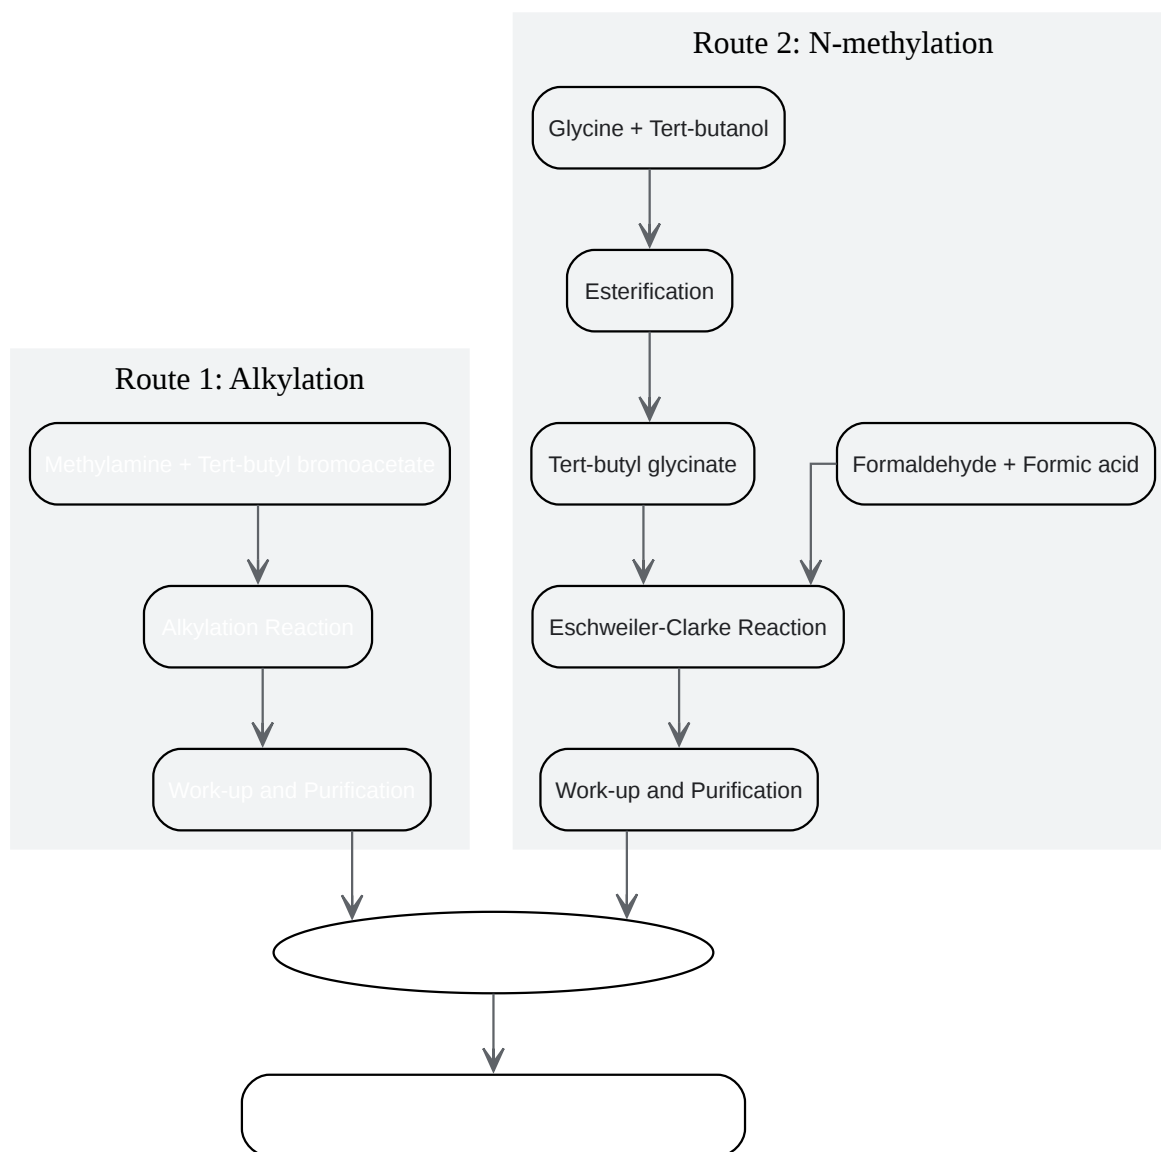 Route 2: N-methylation
Glycine + Tert-butanol
Esterification
Route 1: Alkylation
Methylamine + Tert-butyl bromoacetate
Tert-butyl glycinate
Formaldehyde + Formic acid
Alkylation Reaction
Eschweiler-Clarke Reaction
Work-up and Purification
Work-up and Purification